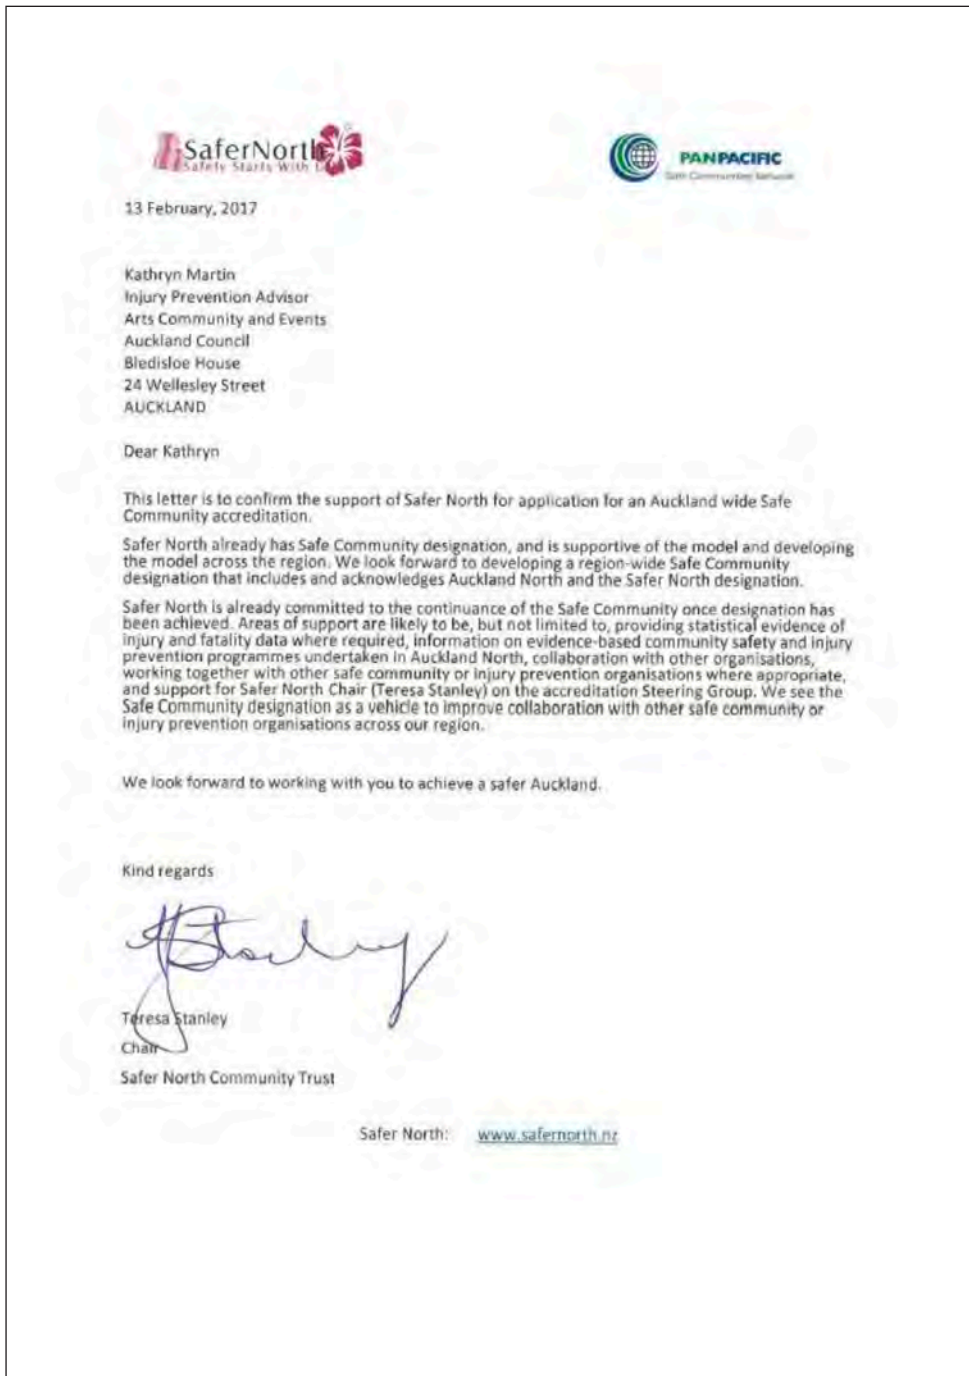 SaferNorth
Safety Starts With
PANPACIFIC
Safe Communities Network
13 February, 2017
Kathryn Martin
Injury Prevention Advisor
Arts Community and Events
Auckland Council
Bledisloe House
24 Wellesley Street
AUCKLAND
Dear Kathryn
This letter is to confirm the support of Safer North for application for an Auckland wide Safe
Community accreditation.
Safer North already has Safe Community designation, and is supportive of the model and developing
the model across the region. We look forward to developing a region-wide Safe Community
designation that includes and acknowledges Auckland North and the Safer North designation.
Safer North is already committed to the continuance of the Safe Community once designation has
been achieved. Areas of support are likely to be, but not limited to, providing statistical evidence of
injury and fatality data where required, information on evidence-based community safety and injury
prevention programmes undertaken in Auckland North, collaboration with other organisations,
working together with other safe community or injury prevention organisations where appropriate,
and support for Safer North Chair (Teresa Stanley) on the accreditation Steering Group. We see the
Safe Community designation as a vehicle to improve collaboration with other safe community or
injury prevention organisations across our region.
We look forward to working with you to achieve a safer Auckland.
Kind regards
Stanley
Teresa Stanley
Chair
Safer North Community Trust
Safer North: www.safernorth.nz